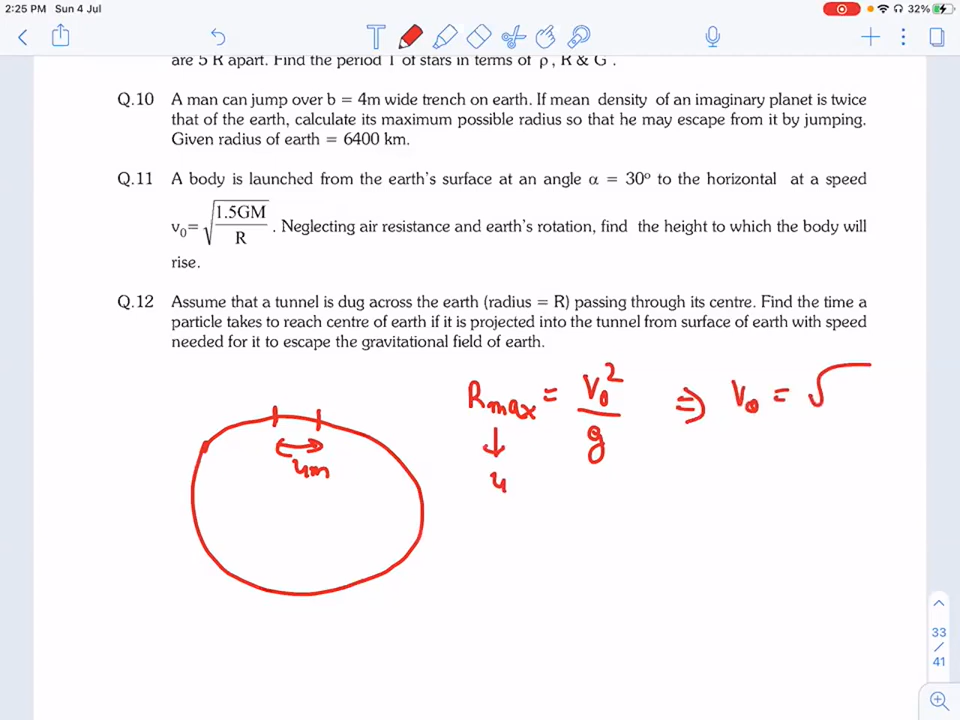 2:25 PM Sun 4 Jul 32%
are 5 R apart. Find the period T of stars in terms of ρ, R & G .
Q.10 A man can jump over b = 4m wide trench on earth. If mean density of an imaginary planet is twice
that of the earth, calculate its maximum possible radius so that he may escape from it by jumping.
Given radius of earth = 6400 km.
Q.11 A body is launched from the earth's surface at an angle α = 30° to the horizontal at a speed
v₀= √(1.5GM/R) . Neglecting air resistance and earth's rotation, find the height to which the body will
rise.
Q.12 Assume that a tunnel is dug across the earth (radius = R) passing through its centre. Find the time a
particle takes to reach centre of earth if it is projected into the tunnel from surface of earth with speed
needed for it to escape the gravitational field of earth.
Rmax = v₀²/g ⇒ v₀ = √
↓
4
4m
33
/
41